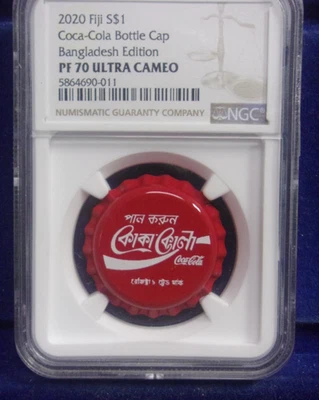 2020 Fiji S$1
Coca-Cola Bottle Cap
Bangladesh Edition
PF 70 ULTRA CAMEO
5864690-011
NUMISMATIC GUARANTY COMPANY
NGC
পান করুন
কোকা কোলা
Coca-Cola
রেজিষ্টার্ড ট্রেড মার্ক